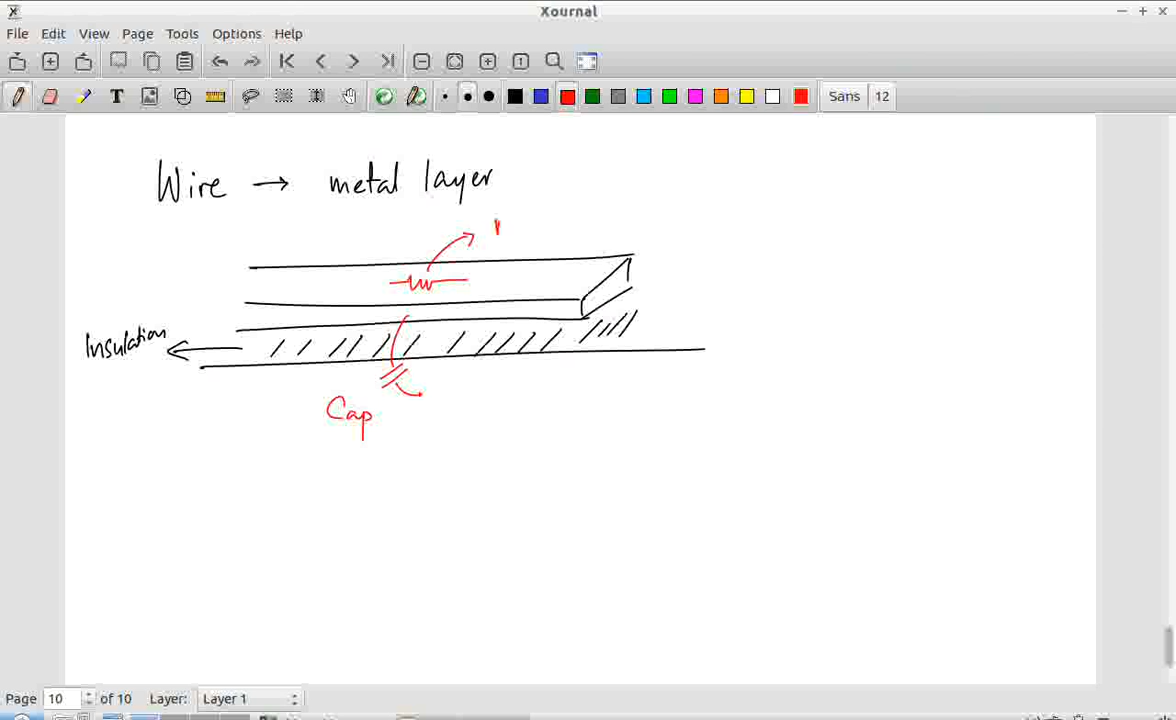 Xournal
File Edit View Page Tools Options Help
Sans 12
Wire → metal layer
Insulation
Cap
Page 10 of 10 Layer: Layer 1